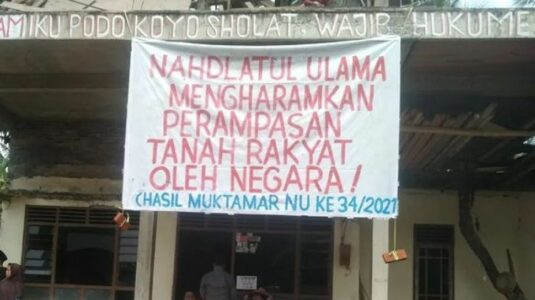 AMIKU PODO KOYO SHOLAT. WAJIB HUKUME
NAHDLATUL ULAMA
MENGHARAMKAN
PERAMPASAN
TANAH RAKYAT
OLEH NEGARA!
(HASIL MUKTAMAR NU KE 34/2021